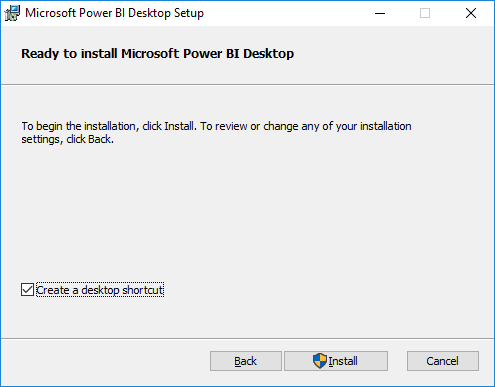 Microsoft Power BI Desktop Setup
Ready to install Microsoft Power BI Desktop
To begin the installation, click Install. To review or change any of your installation
settings, click Back.
Create a desktop shortcut
Back
Install
Cancel